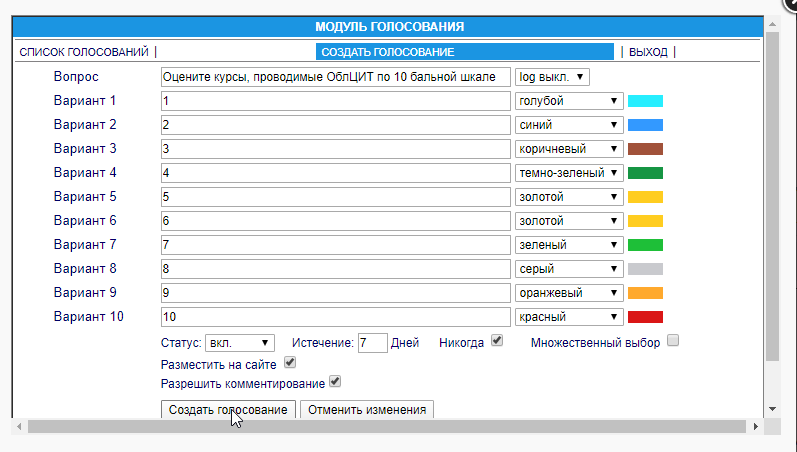 МОДУЛЬ ГОЛОСОВАНИЯ
СПИСОК ГОЛОСОВАНИЙ | СОЗДАТЬ ГОЛОСОВАНИЕ | ВЫХОД |
Вопрос Оцените курсы, проводимые ОблЦИТ по 10 бальной шкале log выкл.
Вариант 1 1 голубой
Вариант 2 2 синий
Вариант 3 3 коричневый
Вариант 4 4 темно-зеленый
Вариант 5 5 золотой
Вариант 6 6 золотой
Вариант 7 7 зеленый
Вариант 8 8 серый
Вариант 9 9 оранжевый
Вариант 10 10 красный
Статус: вкл. Истечение: 7 Дней Никогда Множественный выбор
Разместить на сайте
Разрешить комментирование
Создать голосование Отменить изменения